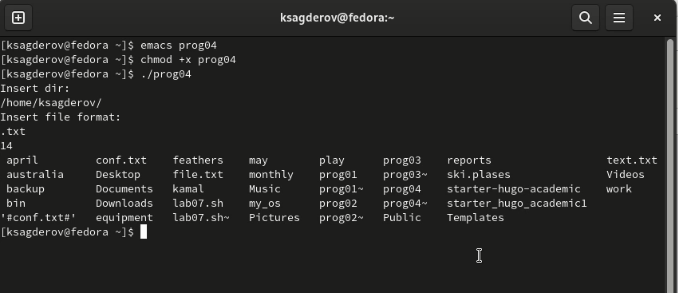 ksagderov@fedora:~
[ksagderov@fedora ~]$ emacs prog04
[ksagderov@fedora ~]$ chmod +x prog04
[ksagderov@fedora ~]$ ./prog04
Insert dir:
/home/ksagderov/
Insert file format:
.txt
14
april conf.txt feathers may play prog03 reports text.txt
australia Desktop file.txt monthly prog01 prog03~ ski.plases Videos
backup Documents kamal Music prog01~ prog04 starter-hugo-academic work
bin Downloads lab07.sh my_os prog02 prog04~ starter_hugo_academic1
'#conf.txt#' equipment lab07.sh~ Pictures prog02~ Public Templates
[ksagderov@fedora ~]$